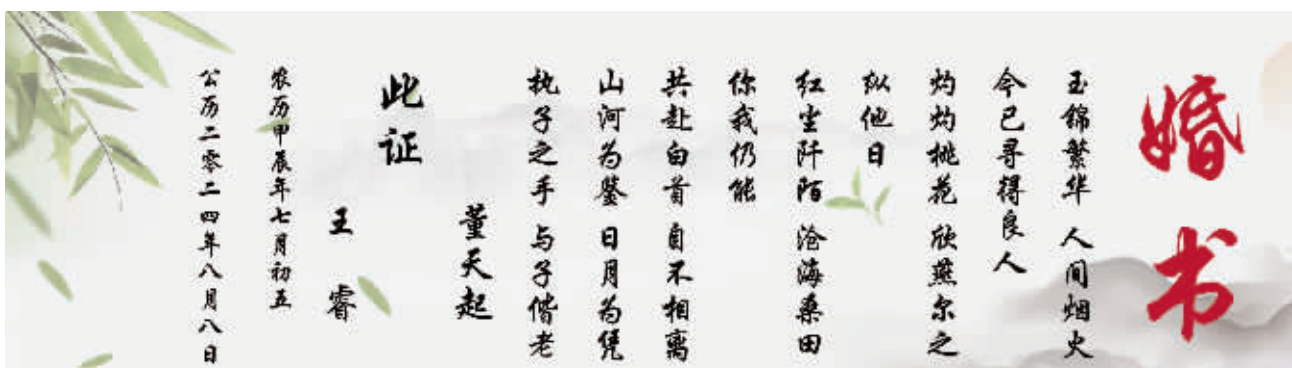 婚书
玉锦繁华 人间烟火
今已寻得良人
灼灼桃花 欣燕尔之
纵他日
红尘阡陌 沧海桑田
你我仍能
共赴白首 自不相离
山河为鉴 日月为凭
执子之手 与子偕老
董天起
此证
王睿
农历甲辰年七月初五
公历二零二四年八月八日